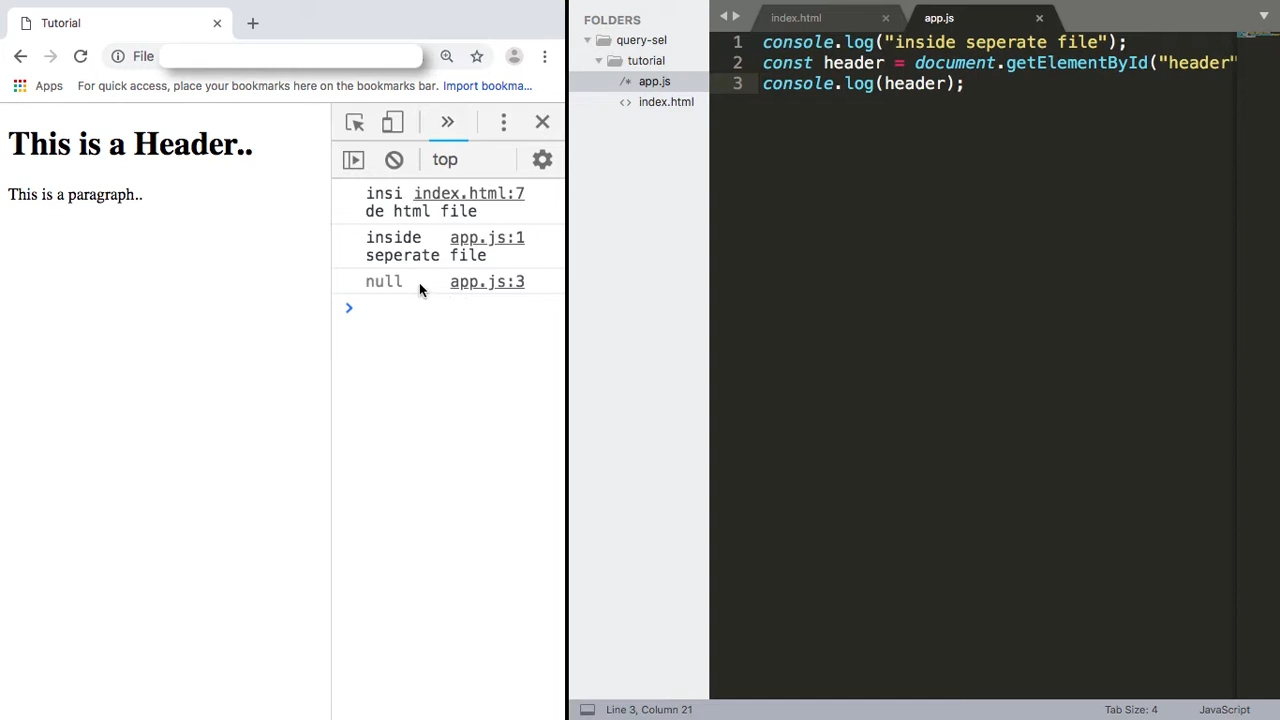 Tutorial
File
Apps For quick access, place your bookmarks here on the bookmarks bar. Import bookma...
This is a Header..
This is a paragraph..
top
insi index.html:7
de html file
inside app.js:1
seperate file
null app.js:3
FOLDERS
query-sel
tutorial
app.js
index.html
index.html
app.js
1 console.log("inside seperate file");
2 const header = document.getElementById("header"
3 console.log(header);
Line 3, Column 21
Tab Size: 4
JavaScript